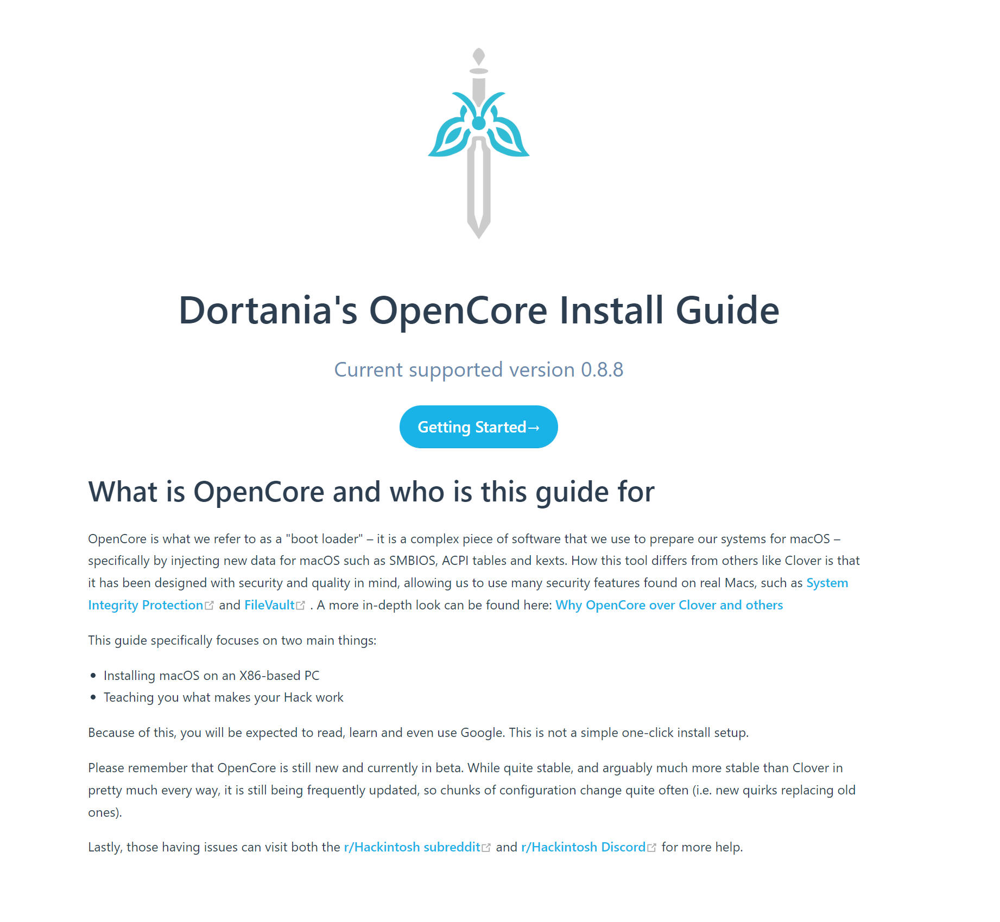 Dortania's OpenCore Install Guide
Current supported version 0.8.8
Getting Started→
What is OpenCore and who is this guide for
OpenCore is what we refer to as a "boot loader" – it is a complex piece of software that we use to prepare our systems for macOS –
specifically by injecting new data for macOS such as SMBIOS, ACPI tables and kexts. How this tool differs from others like Clover is that
it has been designed with security and quality in mind, allowing us to use many security features found on real Macs, such as System
Integrity Protection and FileVault . A more in-depth look can be found here: Why OpenCore over Clover and others
This guide specifically focuses on two main things:
• Installing macOS on an X86-based PC
• Teaching you what makes your Hack work
Because of this, you will be expected to read, learn and even use Google. This is not a simple one-click install setup.
Please remember that OpenCore is still new and currently in beta. While quite stable, and arguably much more stable than Clover in
pretty much every way, it is still being frequently updated, so chunks of configuration change quite often (i.e. new quirks replacing old
ones).
Lastly, those having issues can visit both the r/Hackintosh subreddit and r/Hackintosh Discord for more help.